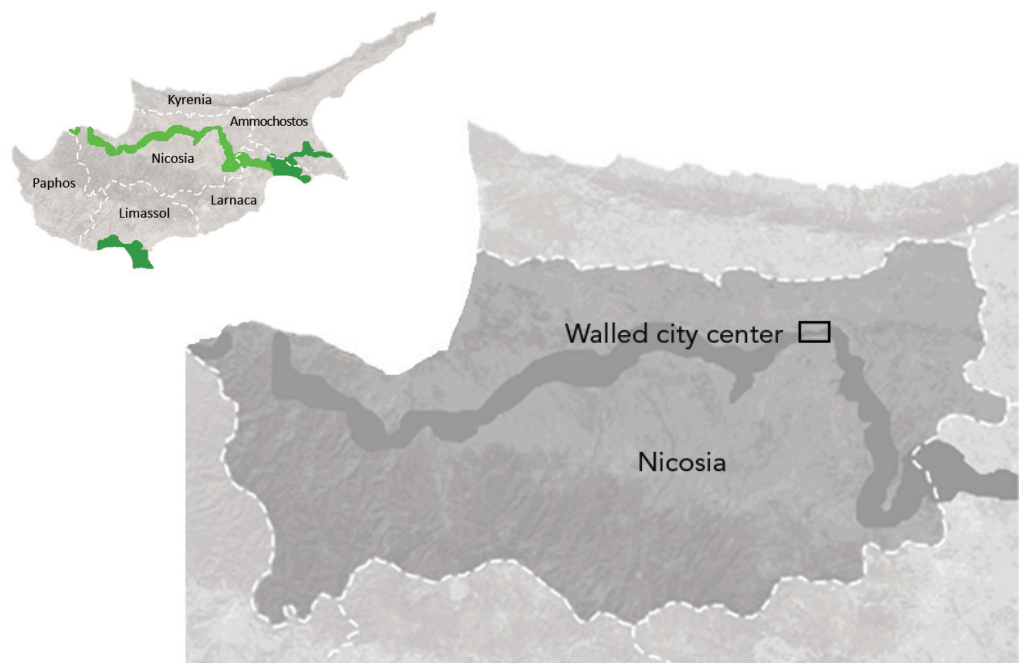 Kyrenia
Ammochostos
Nicosia
Paphos
Larnaca
Limassol
Walled city center
Nicosia